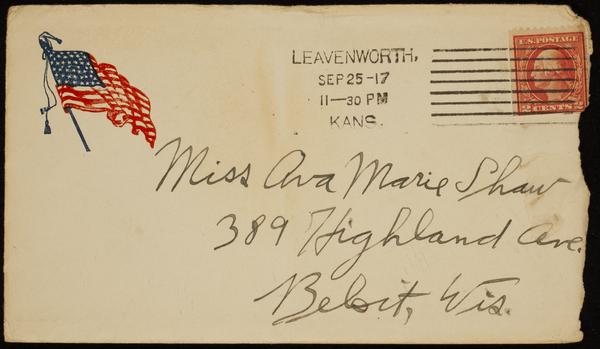 LEAVENWORTH,
SEP 25-17
11-30 PM
KANS.
U.S. POSTAGE
2 CENTS 2
Miss Ava Marie Shaw
389 Highland Ave.
Beloit, Wis.